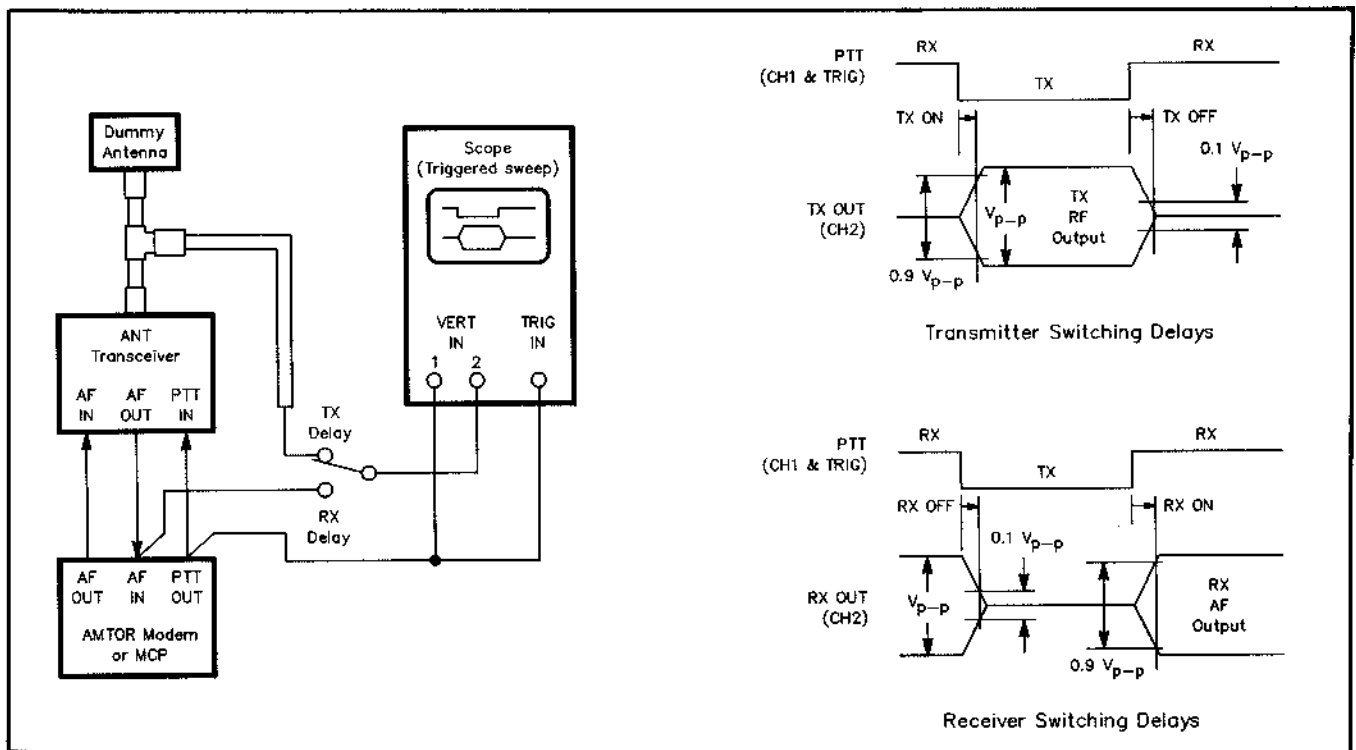 Dummy
Antenna
ANT
Transceiver
AF AF PTT
IN OUT IN
AF AF PTT
OUT IN OUT
AMTOR Modem
or MCP
TX
Delay
RX
Delay
Scope
(Triggered sweep)
VERT TRIG
IN IN
1 2
PTT
(CH1 & TRIG)
RX TX RX
TX ON TX OFF
0.1 Vp-p
TX OUT
(CH2)
Vp-p
TX
RF
Output
0.9 Vp-p
Transmitter Switching Delays
PTT
(CH1 & TRIG)
RX TX RX
RX OFF RX ON
0.1 Vp-p
RX OUT
(CH2)
Vp-p
RX
AF
Output
0.9 Vp-p
Receiver Switching Delays